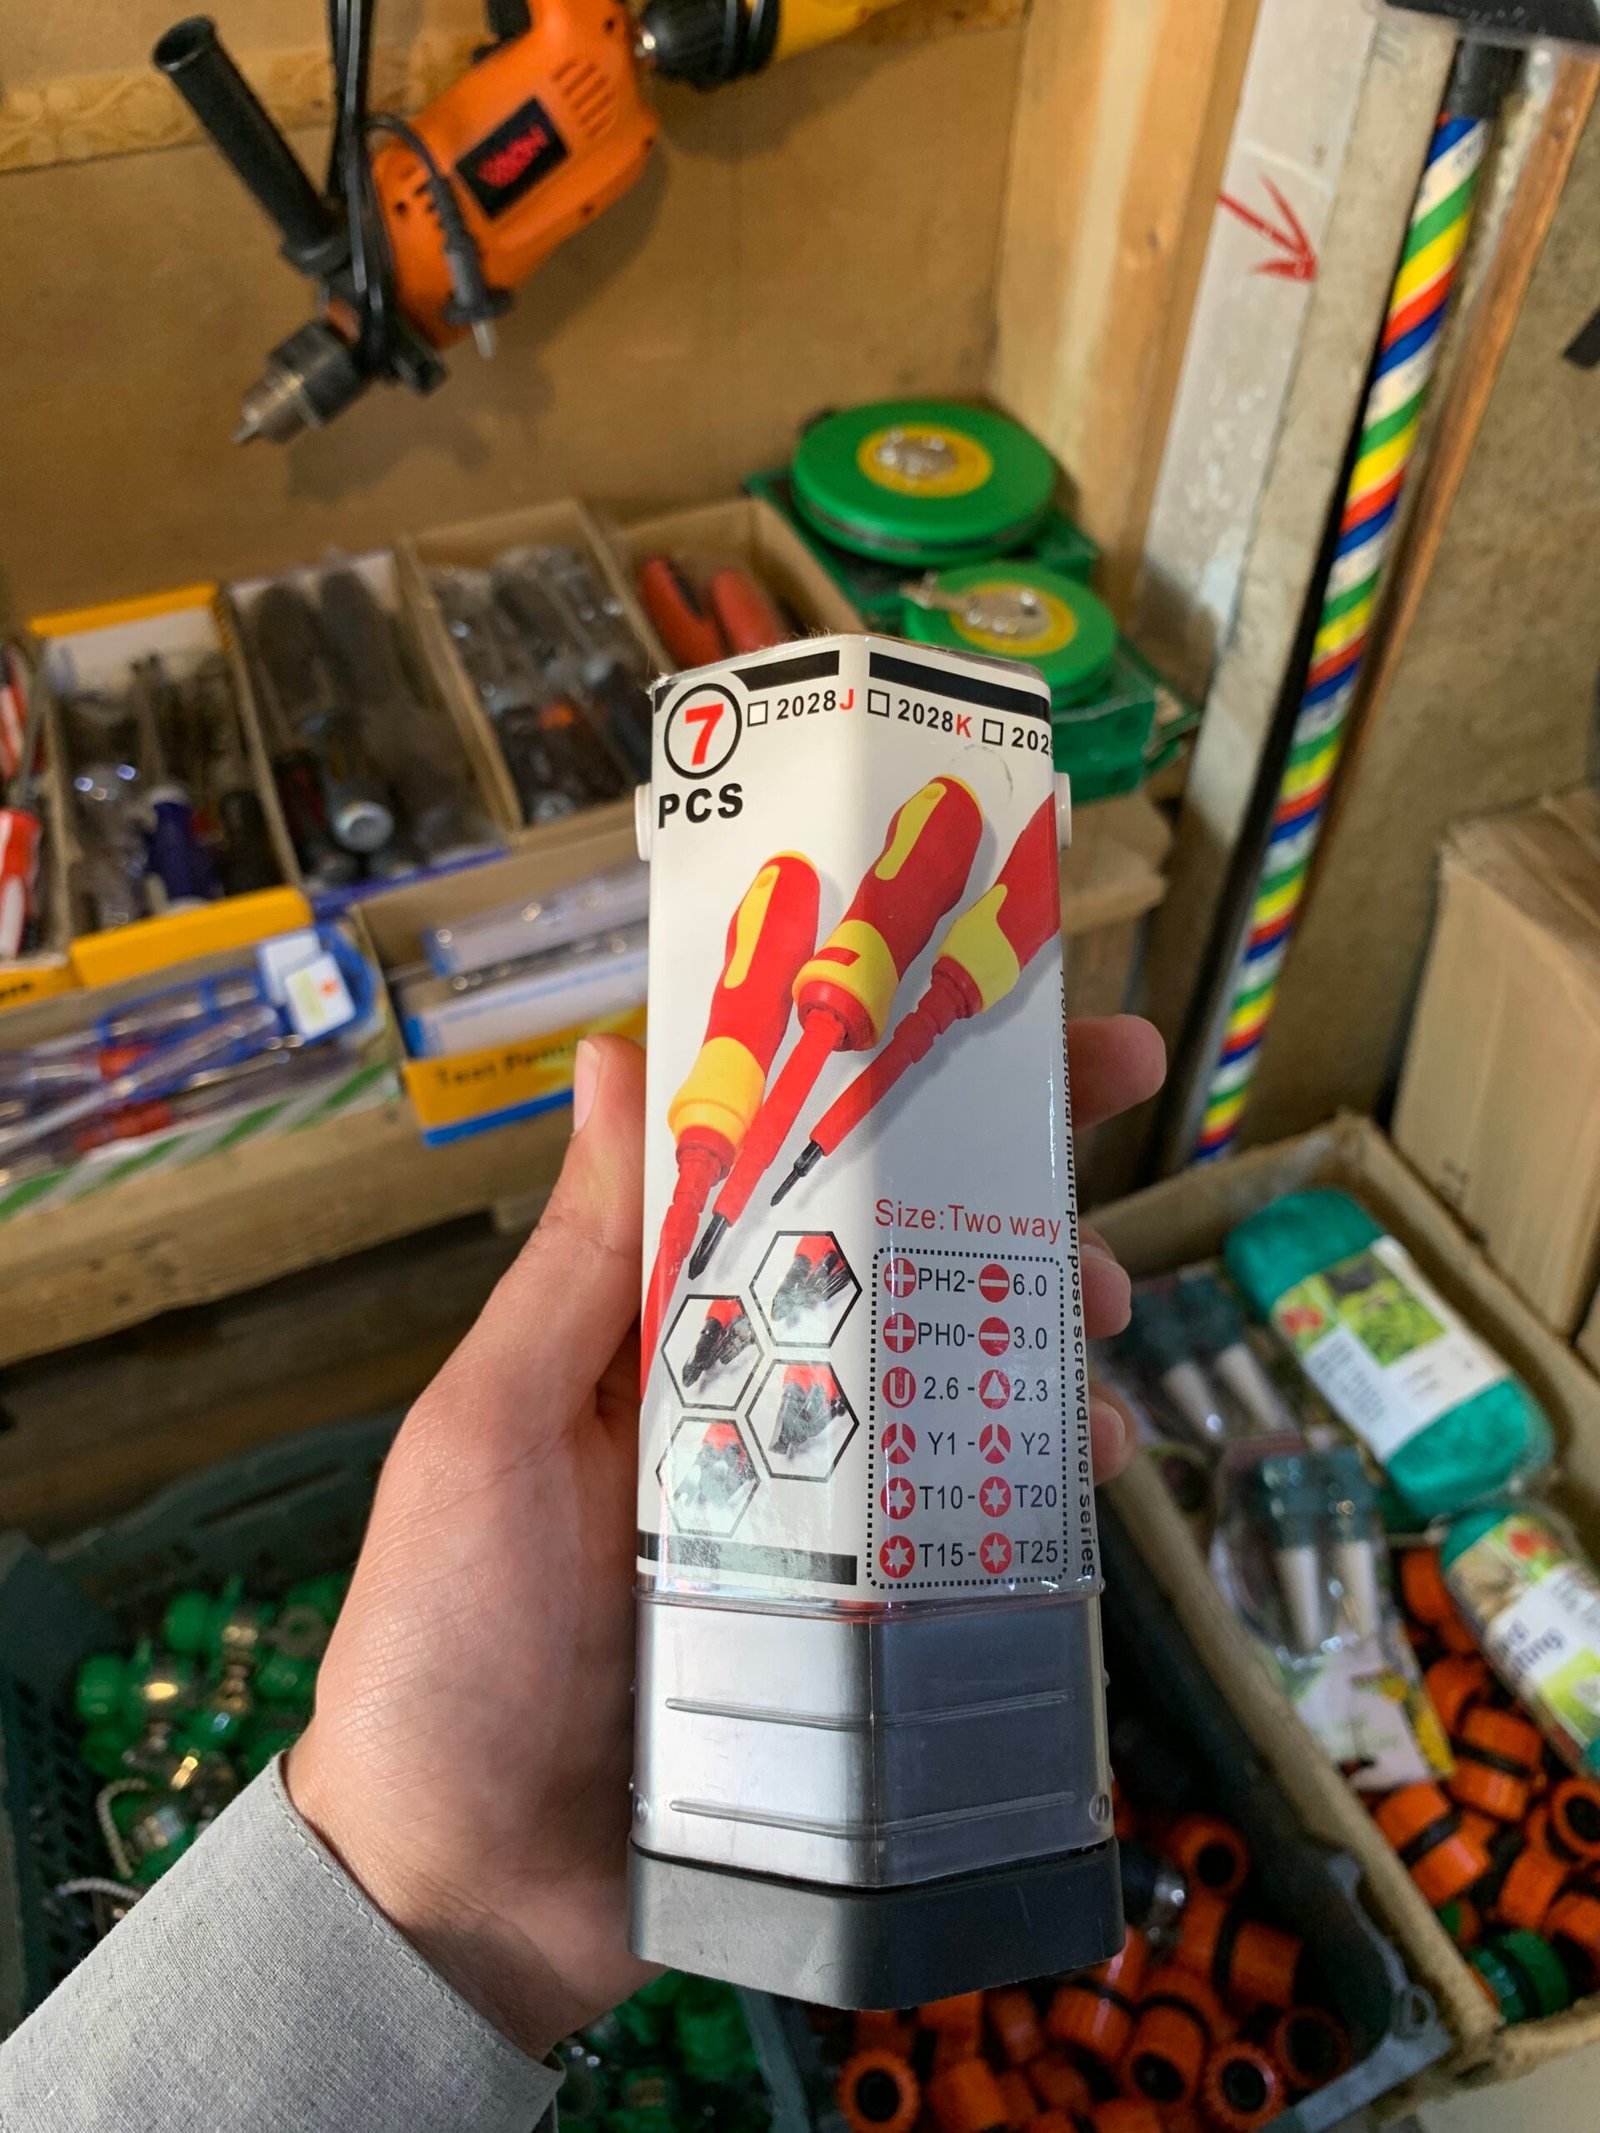 7
PCS
2028J
2028K
Size:Two way
PH2- 6.0
PH0- 3.0
U 2.6 - 2.3
Y1 - Y2
T10- T20
T15- T25
multi-purpose screwdriver series
Test